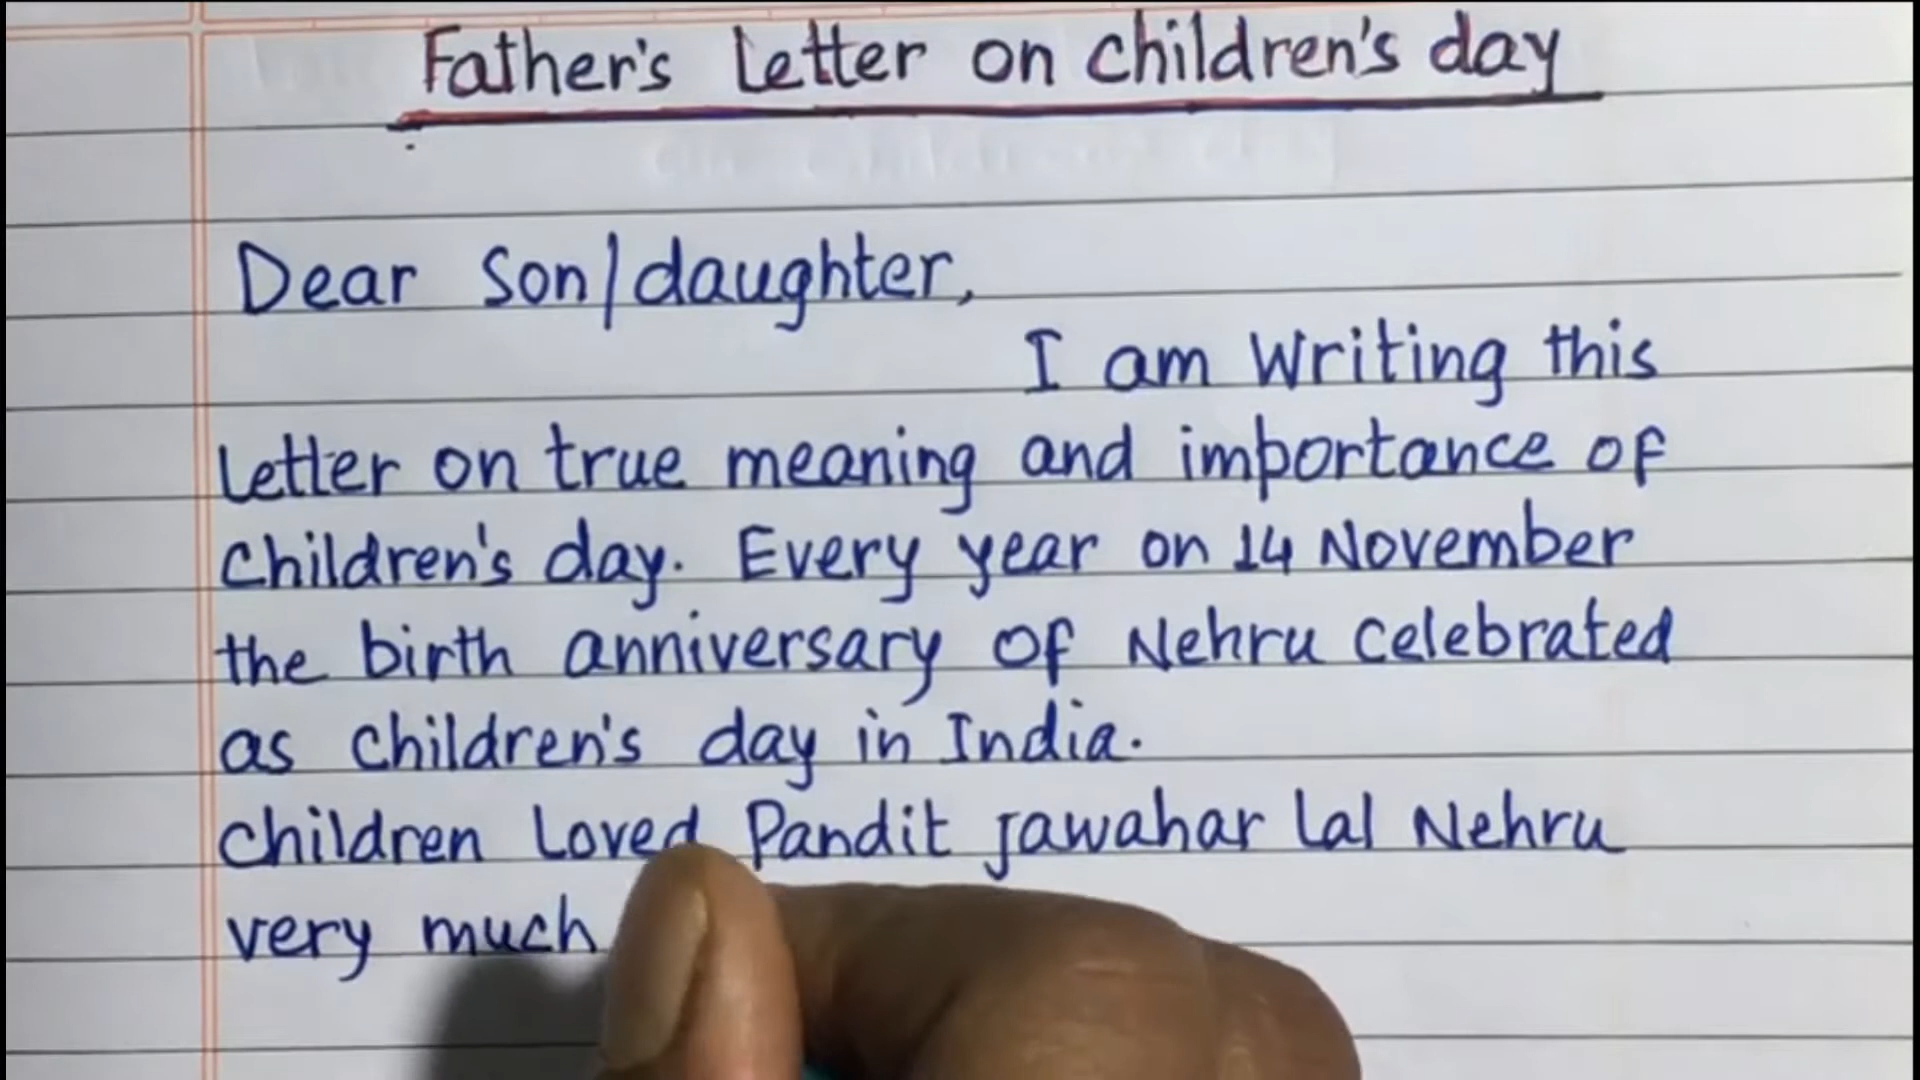 Father's Letter on children's day
Dear Son/daughter,
I am Writing this
Letter on true meaning and importance of
children's day. Every year on 14 November
the birth anniversary of Nehru celebrated
as children's day in India.
children Loved Pandit Jawahar Lal Nehru
very much